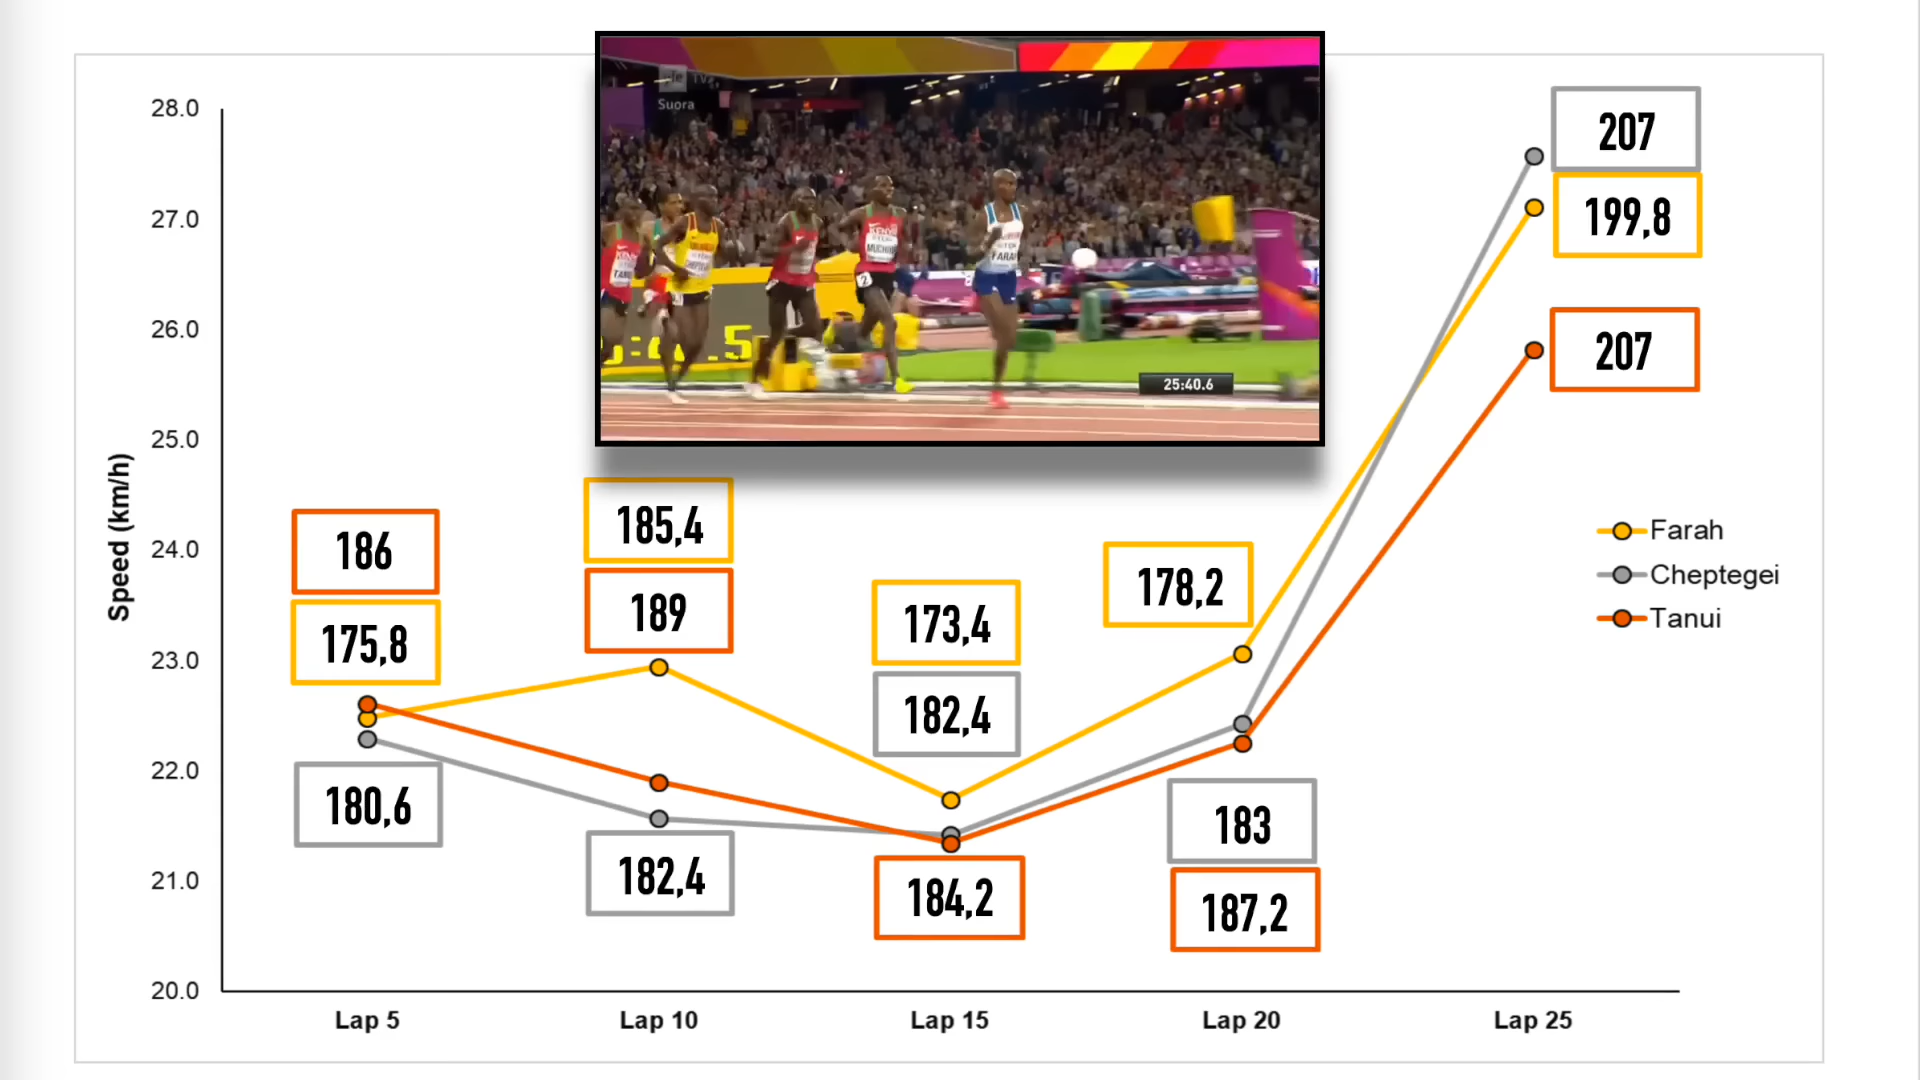 Speed (km/h)
28.0
27.0
26.0
25.0
24.0
23.0
22.0
21.0
20.0
Suora
KENYA
MUCHIRI
FARAH
25:40.6
207
199,8
207
186
175,8
180,6
185,4
189
182,4
173,4
182,4
184,2
178,2
183
187,2
Farah
Cheptegei
Tanui
Lap 5
Lap 10
Lap 15
Lap 20
Lap 25